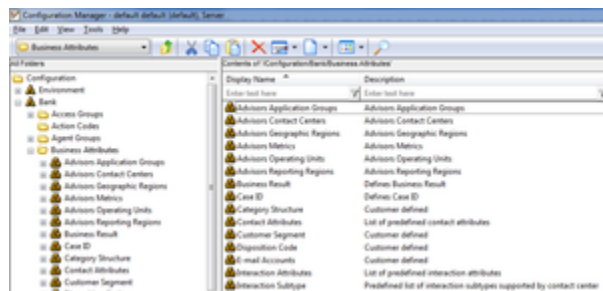 Configuration Manager - default default (default), Server
File Edit View Tools Help
Business Attributes
All Folders
Contents of '/Configuration/Bank/Business Attributes'
Configuration
Environment
Bank
Access Groups
Action Codes
Agent Groups
Business Attributes
Advisors Application Groups
Advisors Contact Centers
Advisors Geographic Regions
Advisors Metrics
Advisors Operating Units
Advisors Reporting Regions
Business Result
Case ID
Category Structure
Contact Attributes
Customer Segment
Display Name Description
Enter text here Enter text here
Advisors Application Groups Advisors Application Groups
Advisors Contact Centers Advisors Contact Centers
Advisors Geographic Regions Advisors Geographic Regions
Advisors Metrics Advisors Metrics
Advisors Operating Units Advisors Operating Units
Advisors Reporting Regions Advisors Reporting Regions
Business Result Defines Business Result
Case ID Defines Case ID
Category Structure Customer defined
Contact Attributes List of predefined contact attributes
Customer Segment Customer defined
Disposition Code Customer defined
E-mail Accounts Customer defined
Interaction Attributes List of predefined interaction attributes
Interaction Subtype Predefined list of interaction subtypes supported by contact center